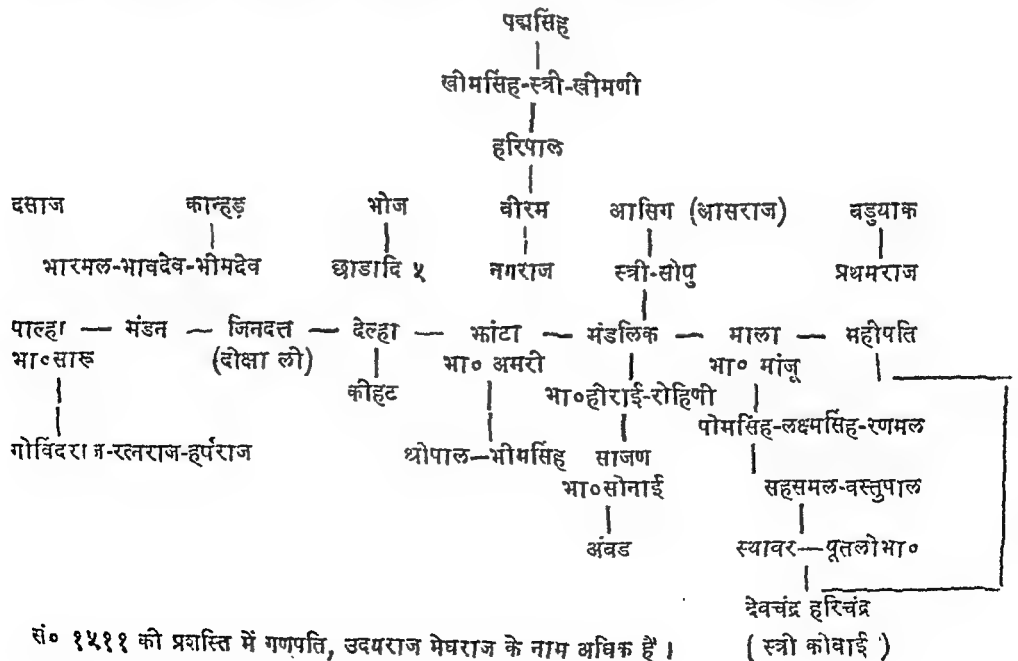 पद्मसिंह
खीमसिंह-स्त्री-खीमणी
हरिपाल
दसाज कान्हड़ भोज वीरम आसिग (आसराज) वडुयाक
भारमल-भावदेव-भीमदेव छाडादि ५ नगराज स्त्री-सोपु प्रथमराज
पाल्हा — मंडन — जिनदत्त — देल्हा — झांटा — मंडलिक — माला — महीपति
भा०सारू (दीक्षा ली) भा० अमरी भा० मांजू
कीहट भा०हीराई-रोहिणी
पोमसिंह-लक्ष्मसिंह-रणमल
गोविंदराज-रत्नराज-हर्षराज श्रीपाल—भीमसिंह साजण
भा०सोनाई सहसमल-वस्तुपाल
अंबड स्थावर—पूतलीभा०
देवचंद्र हरिचंद्र
सं० १५११ की प्रशस्ति में गणपति, उदयराज मेघराज के नाम अधिक हैं । ( स्त्री कोबाई )